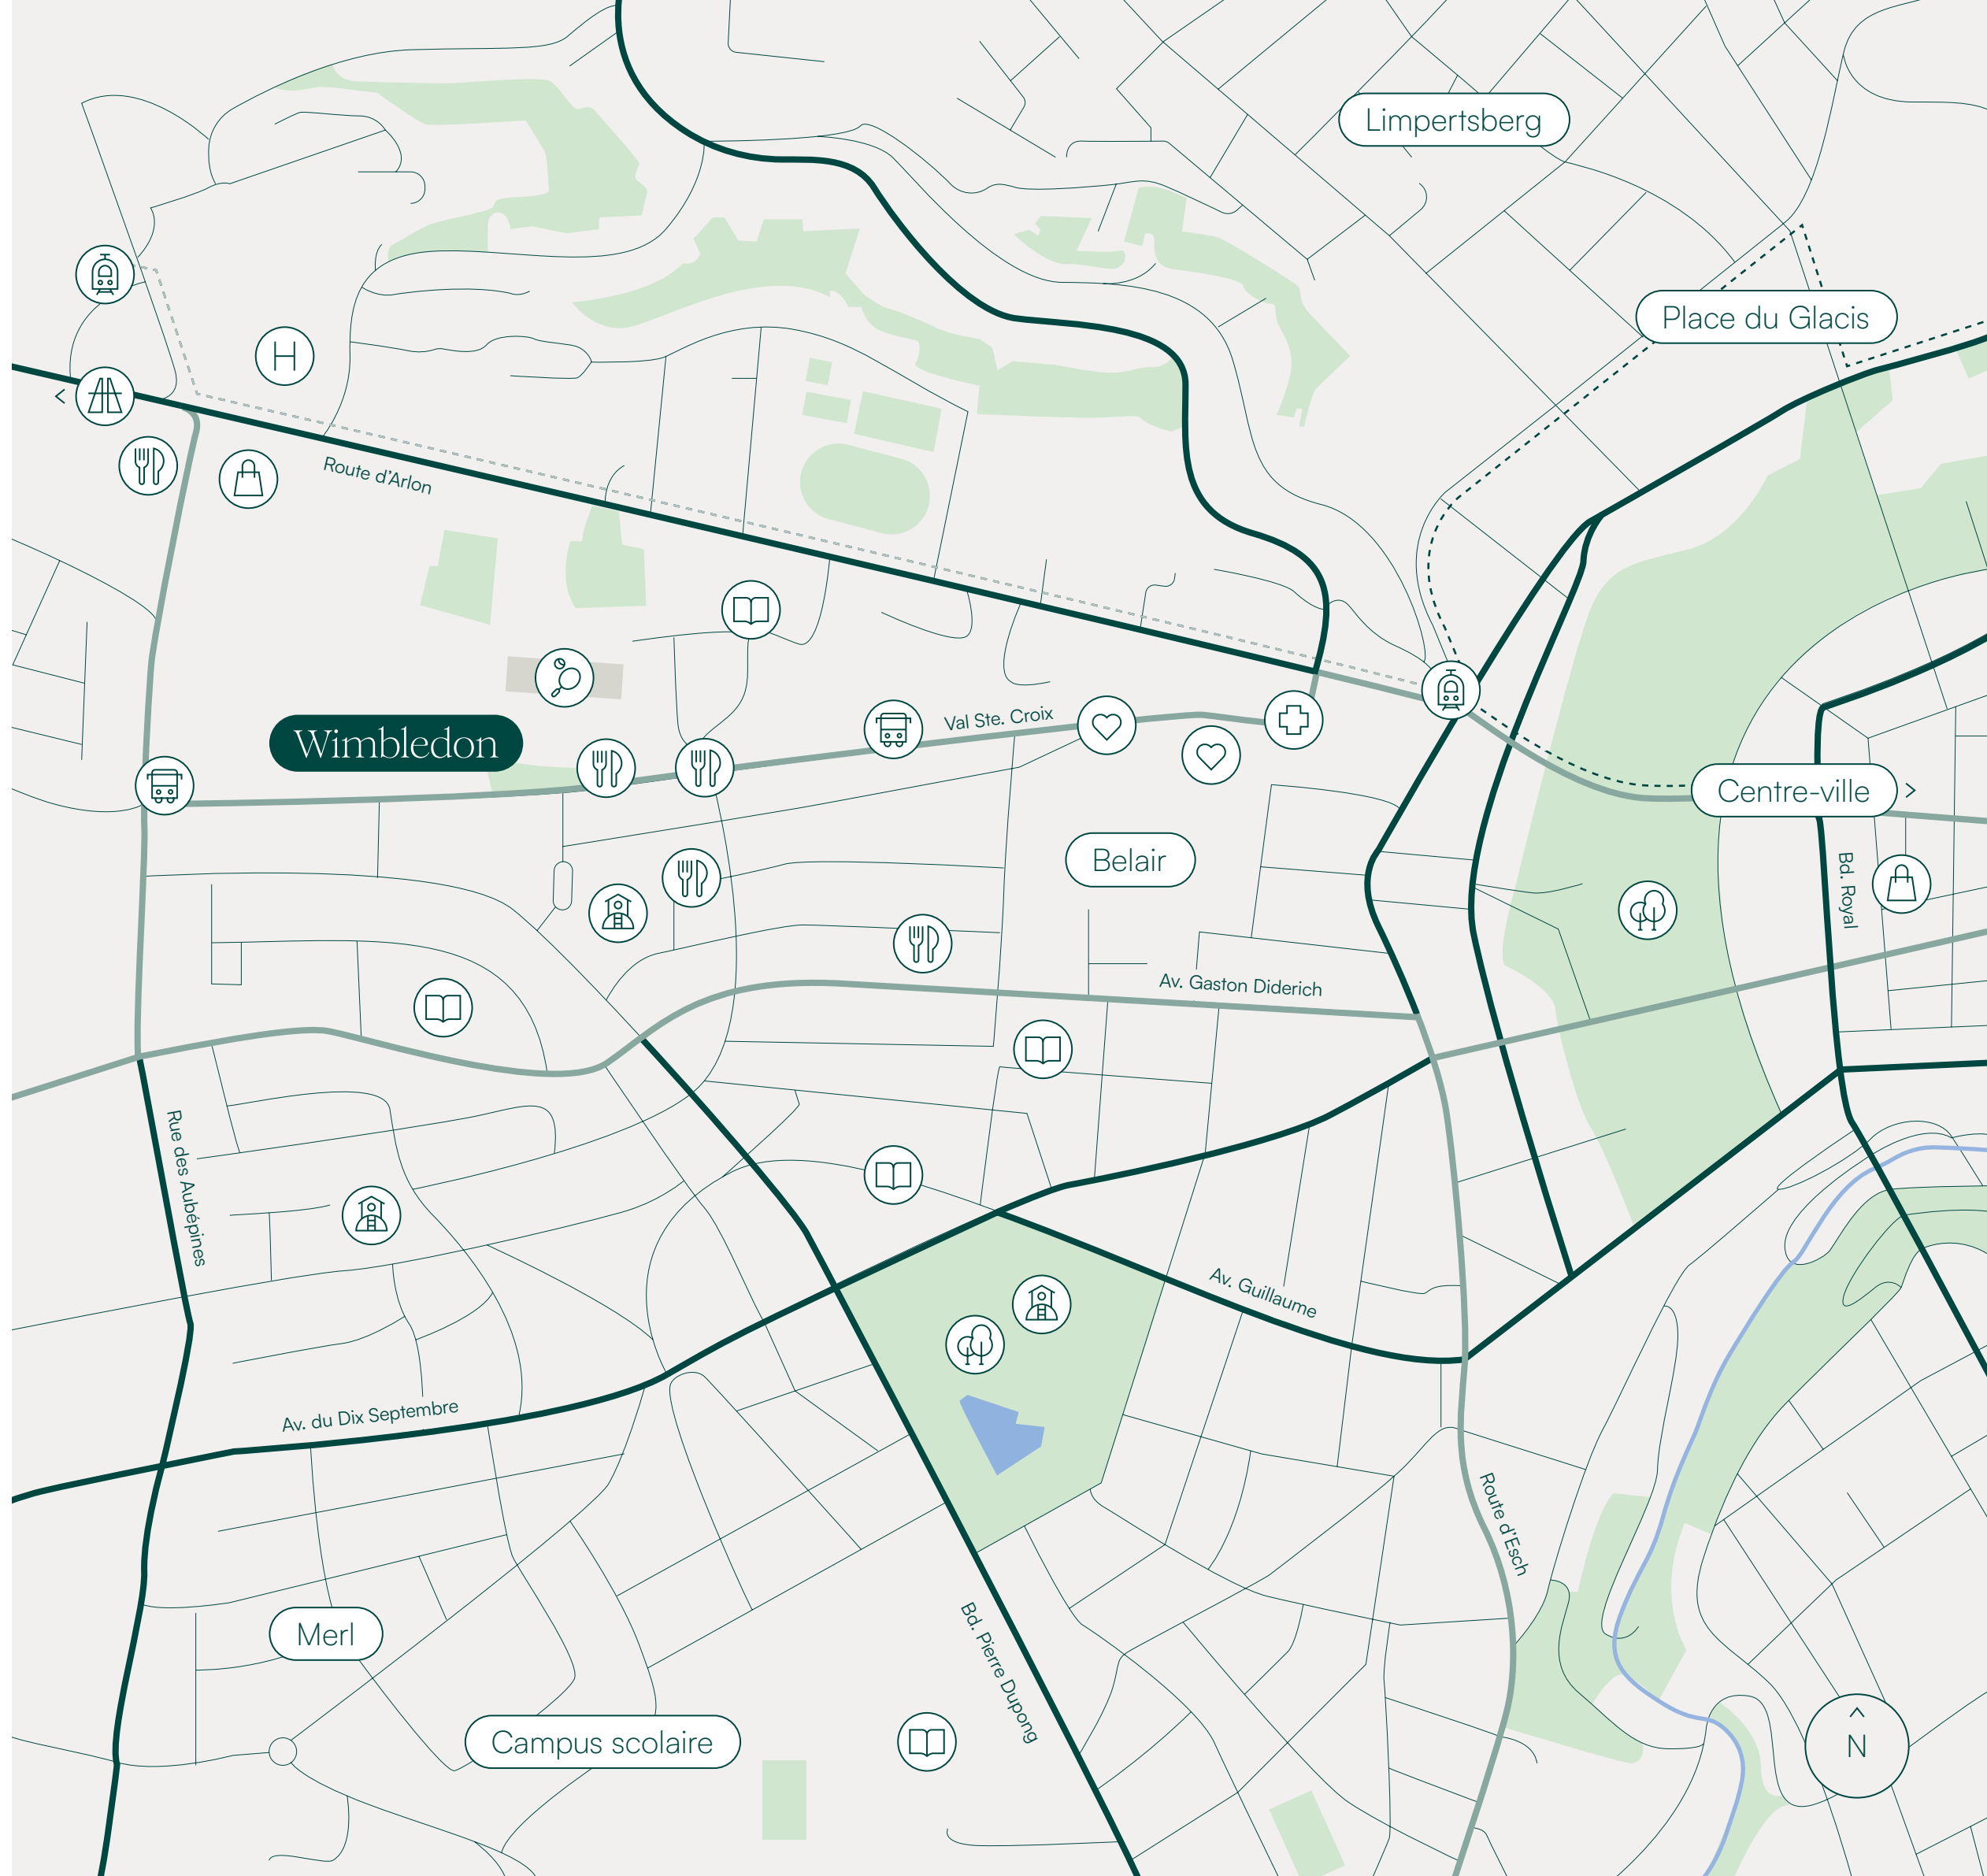 Limpertsberg
Place du Glacis
H
<
Route d'Arlon
Val Ste. Croix
Wimbledon
Centre-ville >
Belair
Bd. Royal
Av. Gaston Diderich
Rue des Aubépines
Av. Guillaume
Av. du Dix Septembre
Route d'Esch
Merl
Bd. Pierre Dupong
Campus scolaire
N